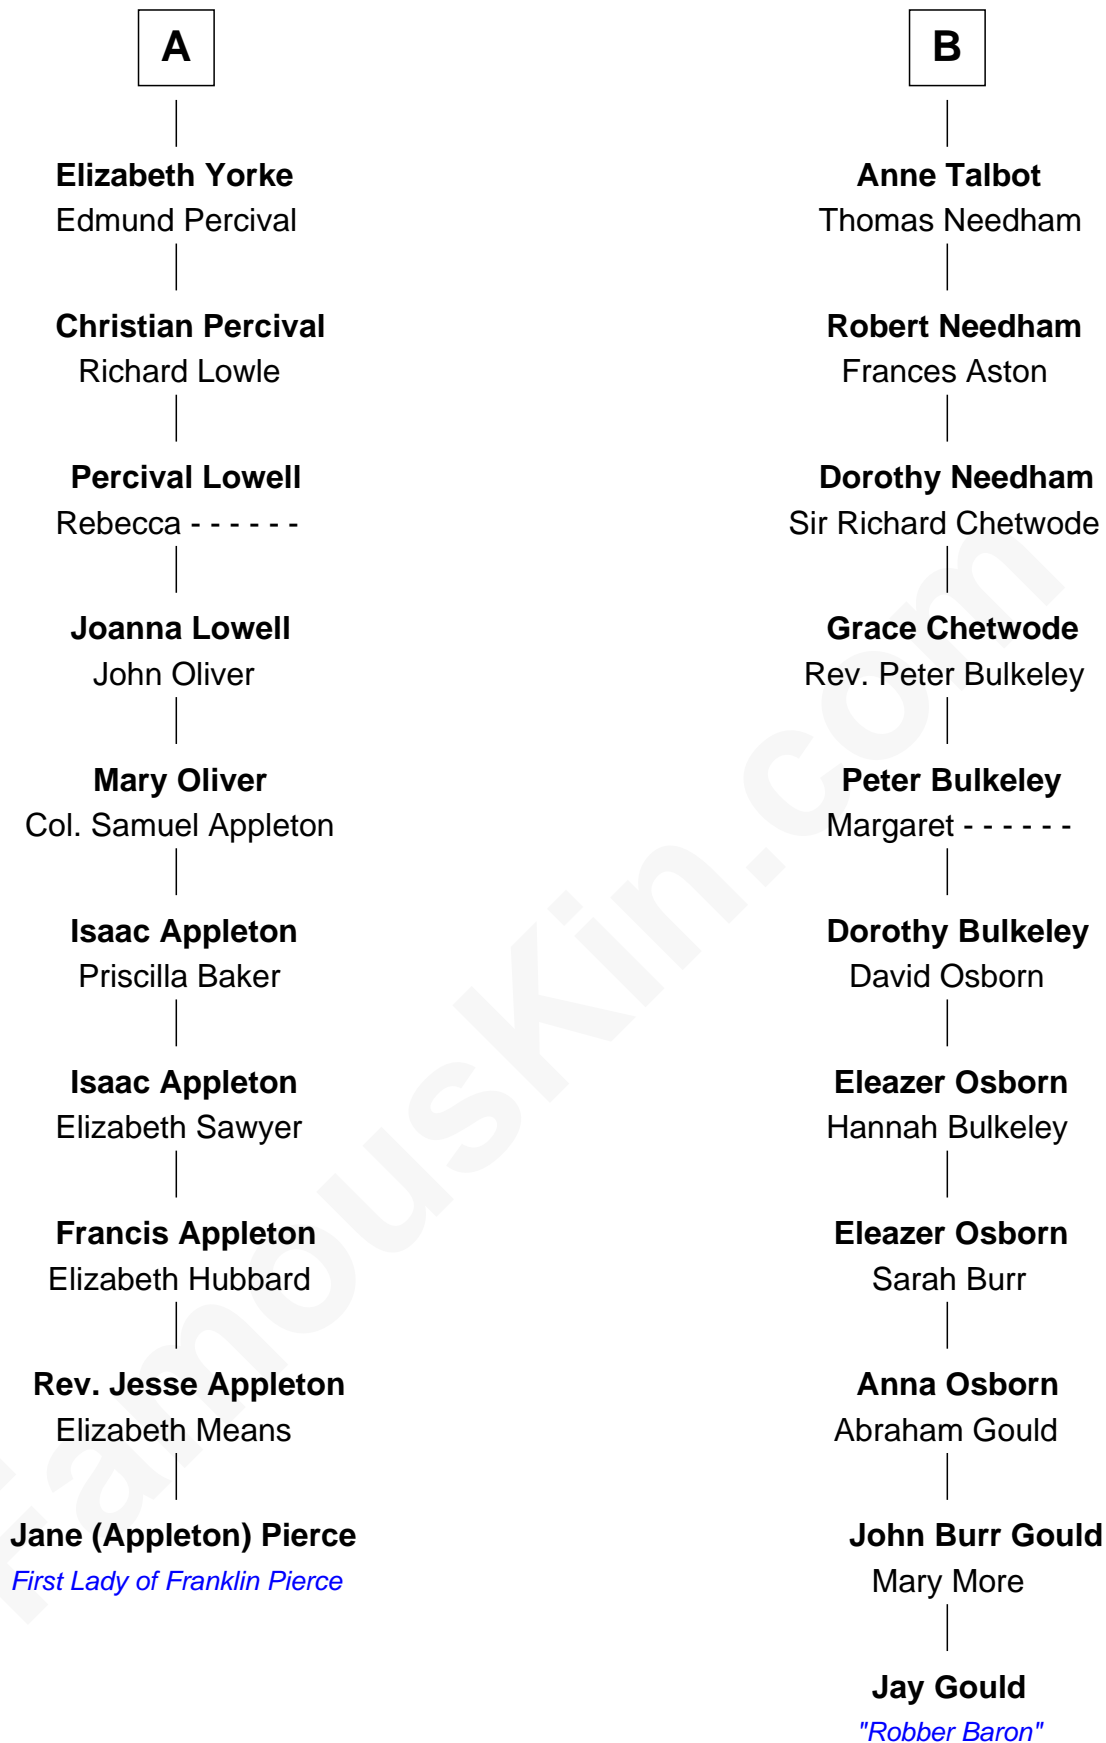 A
Elizabeth Yorke
Edmund Percival
Christian Percival
Richard Lowle
Percival Lowell
Rebecca - - - - - -
Joanna Lowell
John Oliver
Mary Oliver
Col. Samuel Appleton
Isaac Appleton
Priscilla Baker
Isaac Appleton
Elizabeth Sawyer
Francis Appleton
Elizabeth Hubbard
Rev. Jesse Appleton
Elizabeth Means
Jane (Appleton) Pierce
First Lady of Franklin Pierce
B
Anne Talbot
Thomas Needham
Robert Needham
Frances Aston
Dorothy Needham
Sir Richard Chetwode
Grace Chetwode
Rev. Peter Bulkeley
Peter Bulkeley
Margaret - - - - - -
Dorothy Bulkeley
David Osborn
Eleazer Osborn
Hannah Bulkeley
Eleazer Osborn
Sarah Burr
Anna Osborn
Abraham Gould
John Burr Gould
Mary More
Jay Gould
"Robber Baron"
FamousKin.com